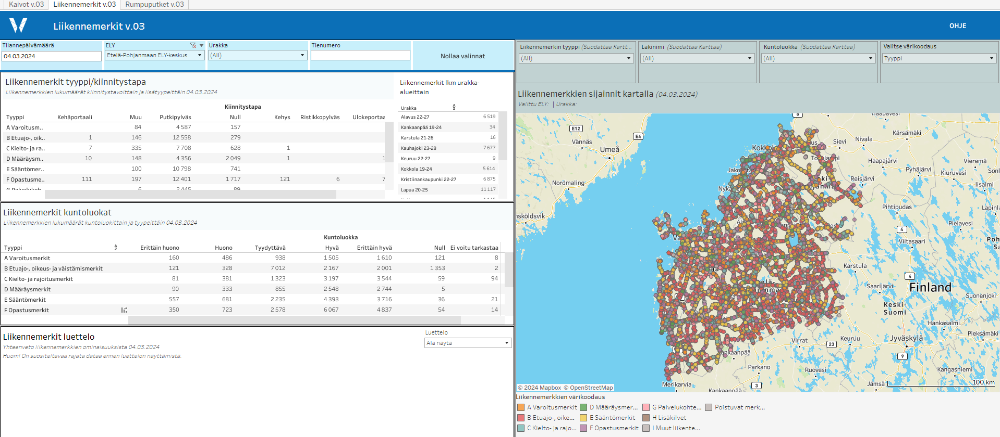 Kaivot v.03 Liikennemerkit v.03 Rumpuputket v.03
Liikennemerkit v.03 OHJE
Tilannepäivämäärä ELY Urakka Tienumero
04.03.2024 Etelä-Pohjanmaan ELY-keskus (All) Nollaa valinnat
Liikennemerkin tyyppi (Suodattaa Kartt... Lakinimi (Suodattaa Karttaa) Kuntoluokka (Suodattaa Karttaa) Valitse värikoodaus
(All) (All) (All) Tyyppi
Liikennemerkit tyyppi/kiinnitystapa
Liikennemerkkien lukumäärät kiinnitystavoittain ja lisätyypeittäin 04.03.2024
Kiinnitystapa
Tyyppi Kehäportaali Muu Putkipylväs Null Kehys Ristikkopylväs Ulokeportaa
A Varoitusm.. 84 4 587 157
B Etuajo-, oik.. 1 146 12 558 279
C Kielto- ja ra.. 7 335 7 708 628 1
D Määräysm.. 10 148 4 356 2 049 1 1
E Sääntömer.. 100 10 798 741
F Opastusme.. 111 197 12 401 1 717 121 6 7
G Palvelukoh.. 6 2 445 89
Liikennemerkit lkm urakka-
alueittain
Urakka
Alavus 22-27 6 519
Kankaanpää 19-24 34
Karstula 21-26 16
Kauhajoki 23-28 7 677
Keuruu 22-27 9
Kokkola 19-24 5 614
Kristiinankaupunki 22-27 6 875
Lapua 20-25 11 117
Liikennemerkit kuntoluokat
Liikennemerkkien lukumäärät kuntoluokittain ja tyypeittäin 04.03.2024
Kuntoluokka
Tyyppi Erittäin huono Huono Tyydyttävä Hyvä Erittäin hyvä Null Ei voitu tarkastaa
A Varoitusmerkit 160 486 938 1 505 1 610 121 8
B Etuajo-, oikeus- ja väistämismerkit 121 328 7 012 2 167 2 001 1 353 2
C Kielto- ja rajoitusmerkit 81 381 1 323 3 197 3 544 59 94
D Määräysmerkit 90 333 855 2 548 2 744 5
E Sääntömerkit 557 681 2 235 4 393 3 716 36 21
F Opastusmerkit 350 723 2 578 6 067 4 837 54 14
Liikennemerkit luettelo
Yhteenveto liikennemerkkien ominaisuuksista 04.03.2024
Huom! On suositeltavaa rajata dataa ennen luettelon näyttämistä.
Luettelo
Älä näytä
Liikennemerkkien sijainnit kartalla (04.03.2024)
Valittu ELY: | Urakka:
8 Haapavesi
E12 Kärsämäki
E4
Vännäs Sievi Nivala
Umeå
Haapajärvi Vieremä
Pyhäjärvi Kiuruvesi
Nordmaling Reisjärvi Iisalmi
Pihtipudas
nsköldsvik Pielavesi
4
Viitasaari
Karstula
4
Saarijärvi Finland
Suonenjoki
Keski-
Suomi
Hankasalmi
Pieksämäki
Virrat Keuruu Jyväskylä
23
9
ankaanpää
Parkano Ruovesi Kangasniemi
Merikarvia 3 Jämsä
Kankaanpää 100 km
© 2024 Mapbox © OpenStreetMap
Liikennemerkkien värikoodaus
A Varoitusmerkit D Määräysmer... G Palvelukohte... Poistuvat merk...
B Etuajo-, oike... E Sääntömerkit H Lisäkilvet
C Kielto- ja rajo... F Opastusmerkit I Muut liikente...